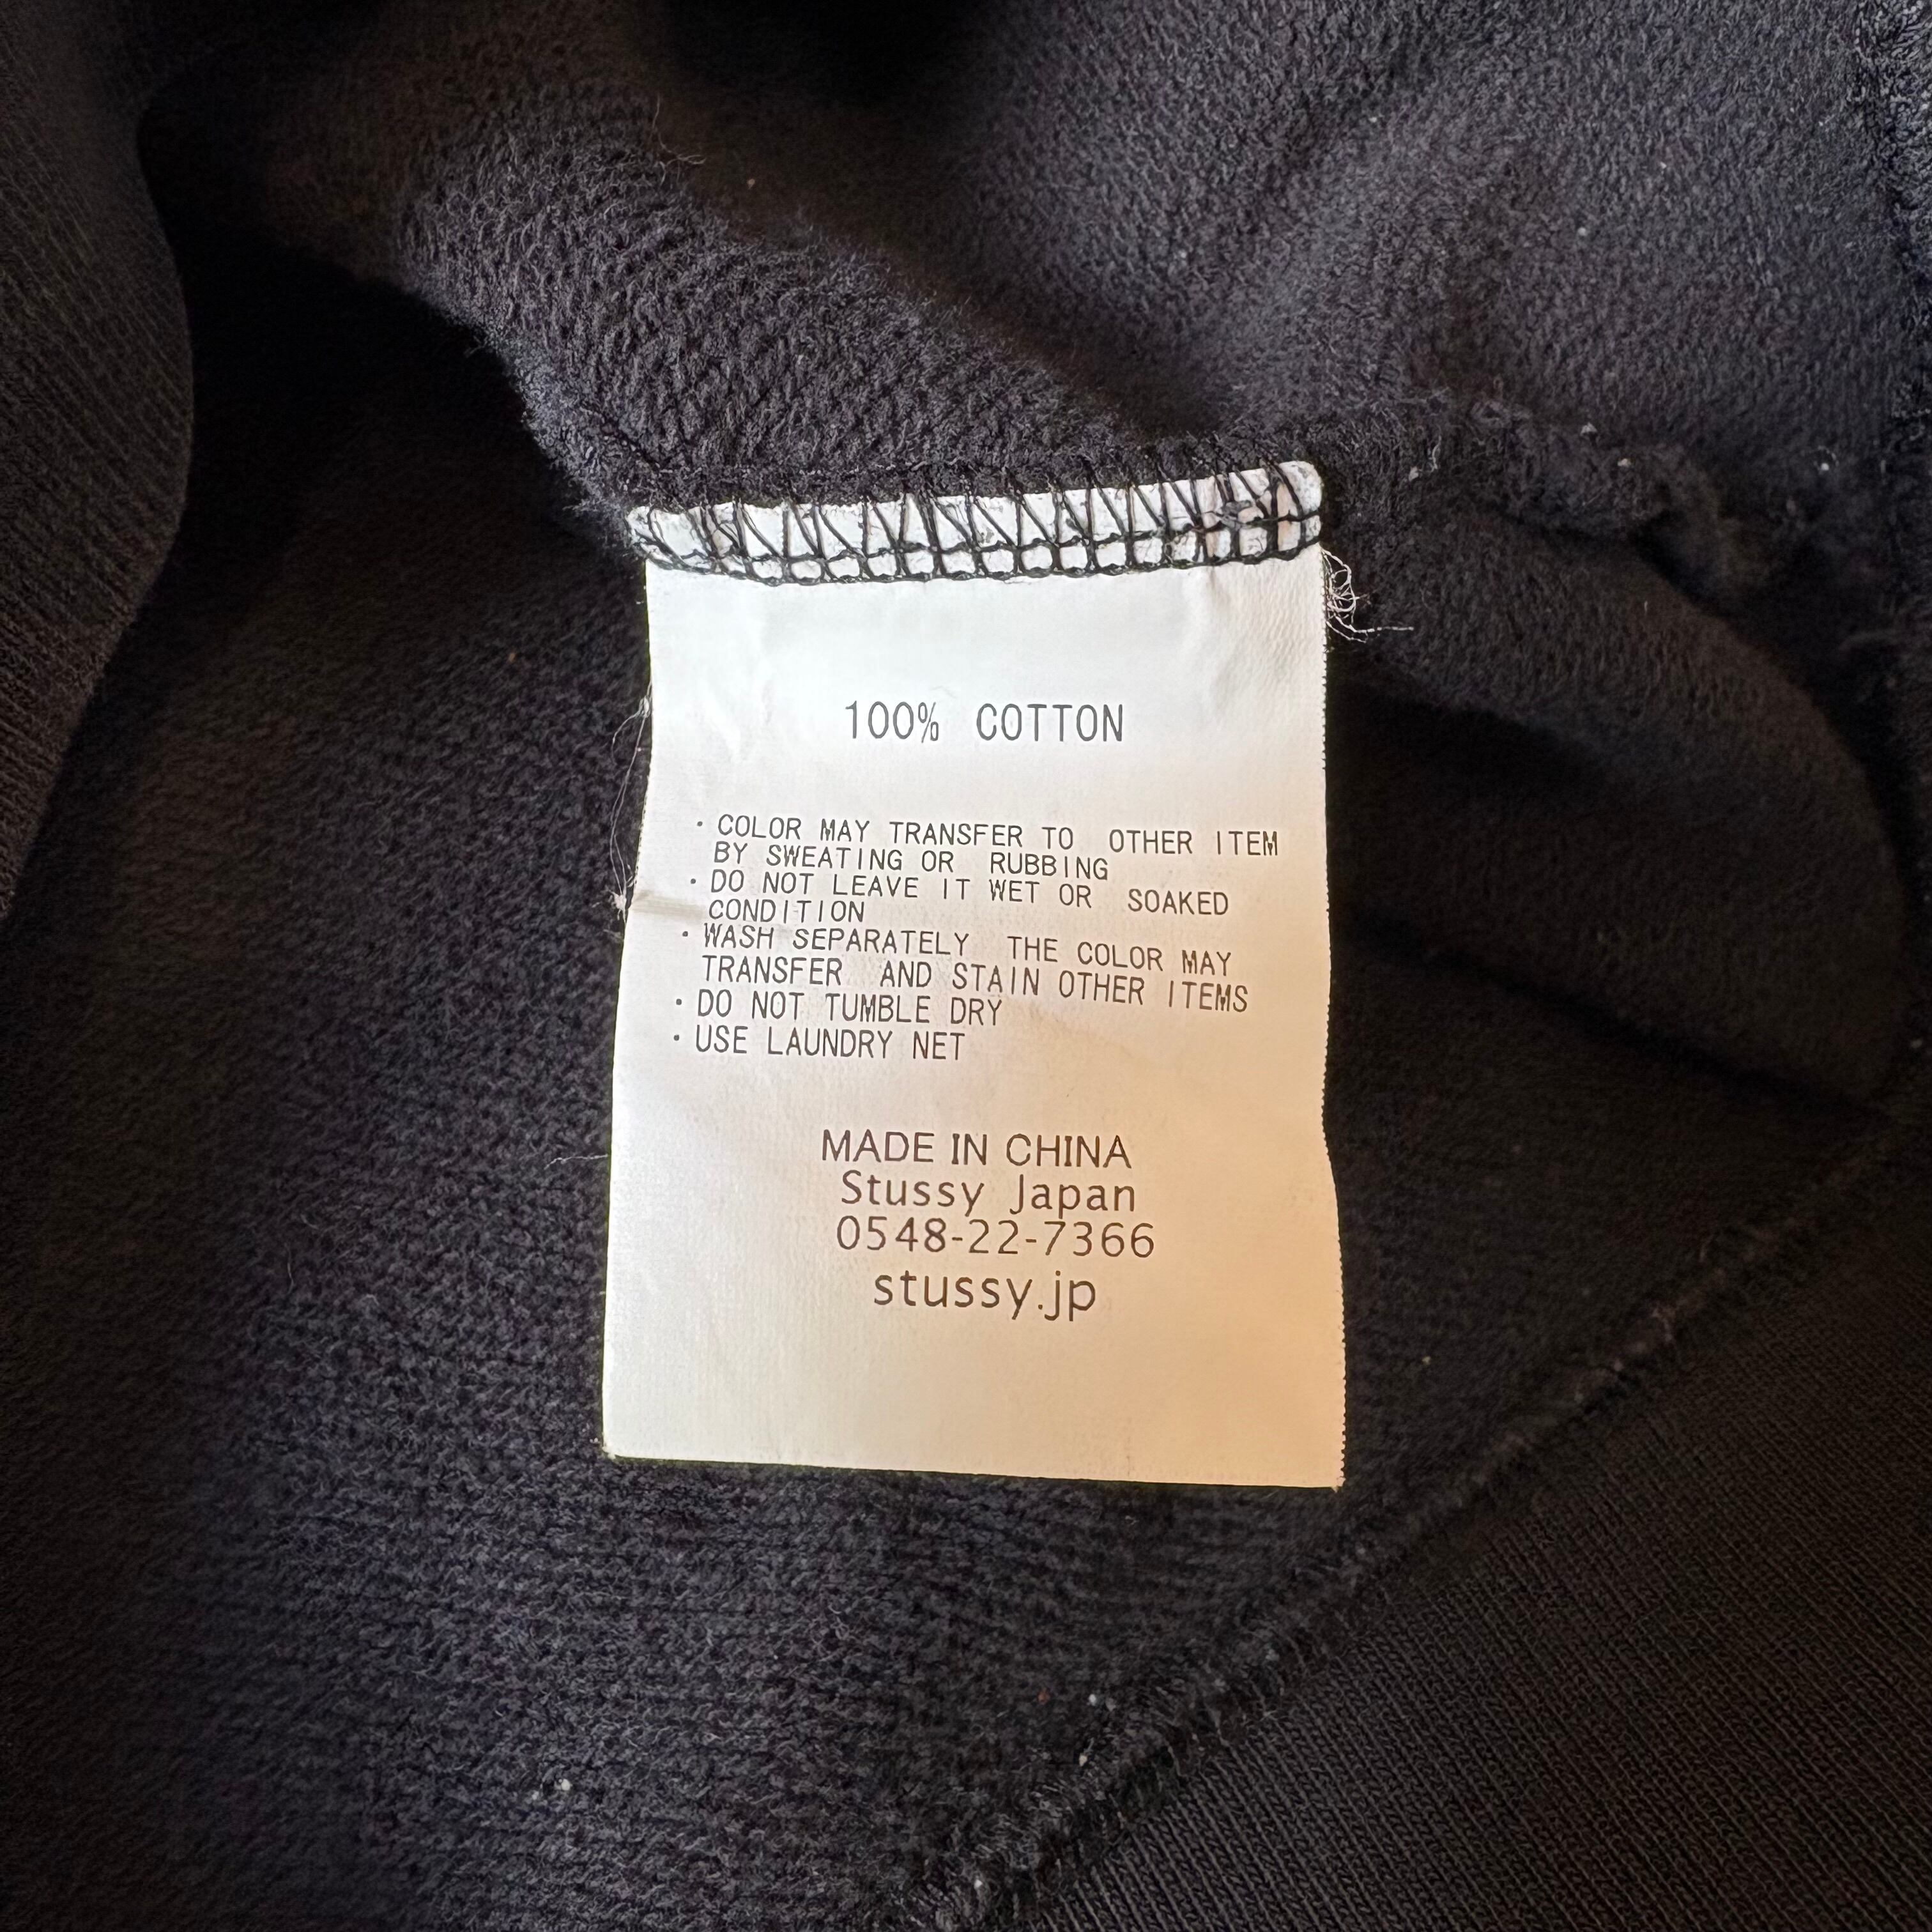 100% COTTON
・COLOR MAY TRANSFER TO OTHER ITEM
BY SWEATING OR RUBBING
・DO NOT LEAVE IT WET OR SOAKED
CONDITION
・WASH SEPARATELY THE COLOR MAY
TRANSFER AND STAIN OTHER ITEMS
・DO NOT TUMBLE DRY
・USE LAUNDRY NET
MADE IN CHINA
Stussy Japan
0548-22-7366
stussy.jp